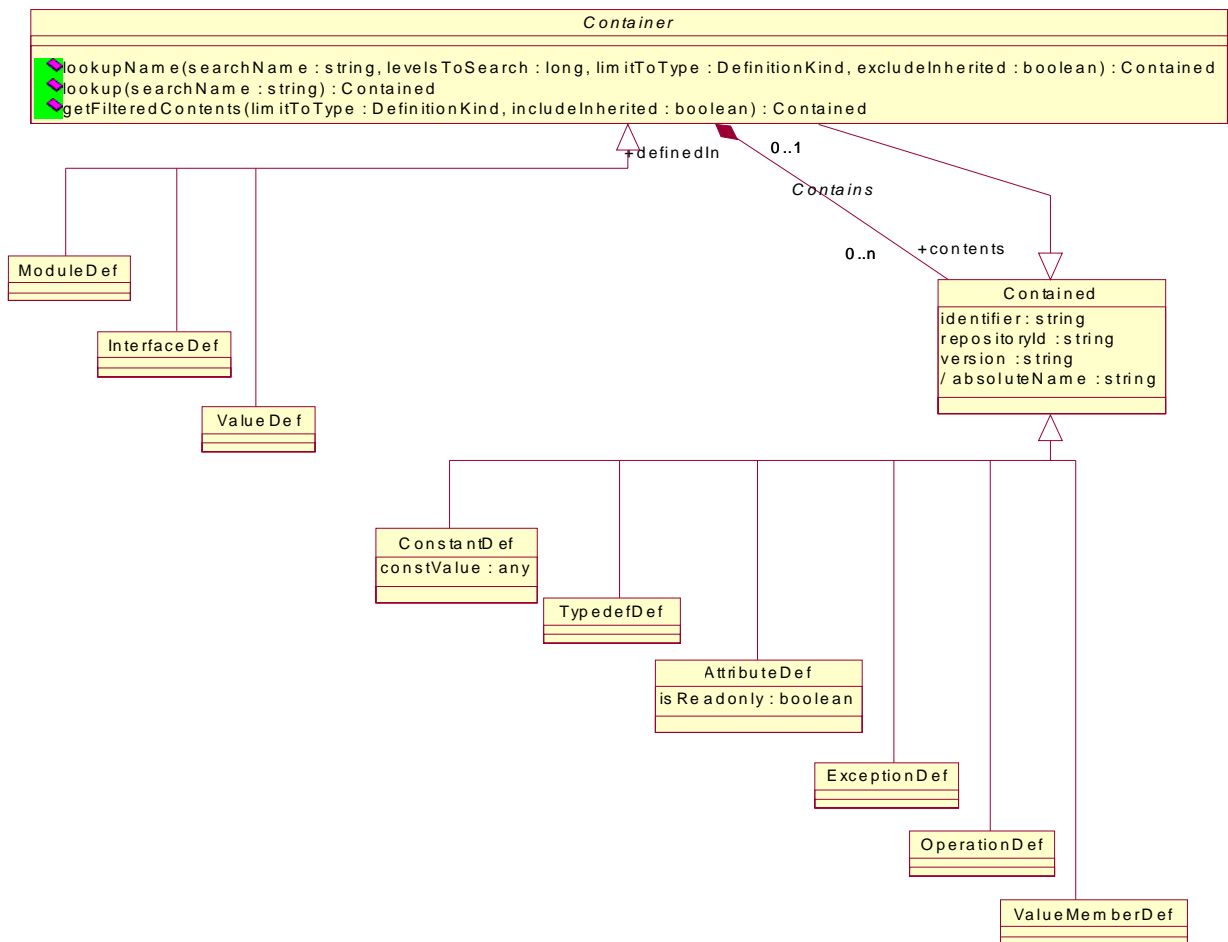 Container
lookupName(searchName : string, levelsToSearch : long, limitToType : DefinitionKind, excludeInherited : boolean) : Contained
lookup(searchName : string) : Contained
getFilteredContents(limitToType : DefinitionKind, includeInherited : boolean) : Contained
+definedIn
0..1
Contains
0..n
+contents
ModuleDef
InterfaceDef
ValueDef
Contained
identifier : string
repositoryId : string
version : string
/ absoluteName : string
ConstantDef
constValue : any
TypedefDef
AttributeDef
isReadonly : boolean
ExceptionDef
OperationDef
ValueMemberDef